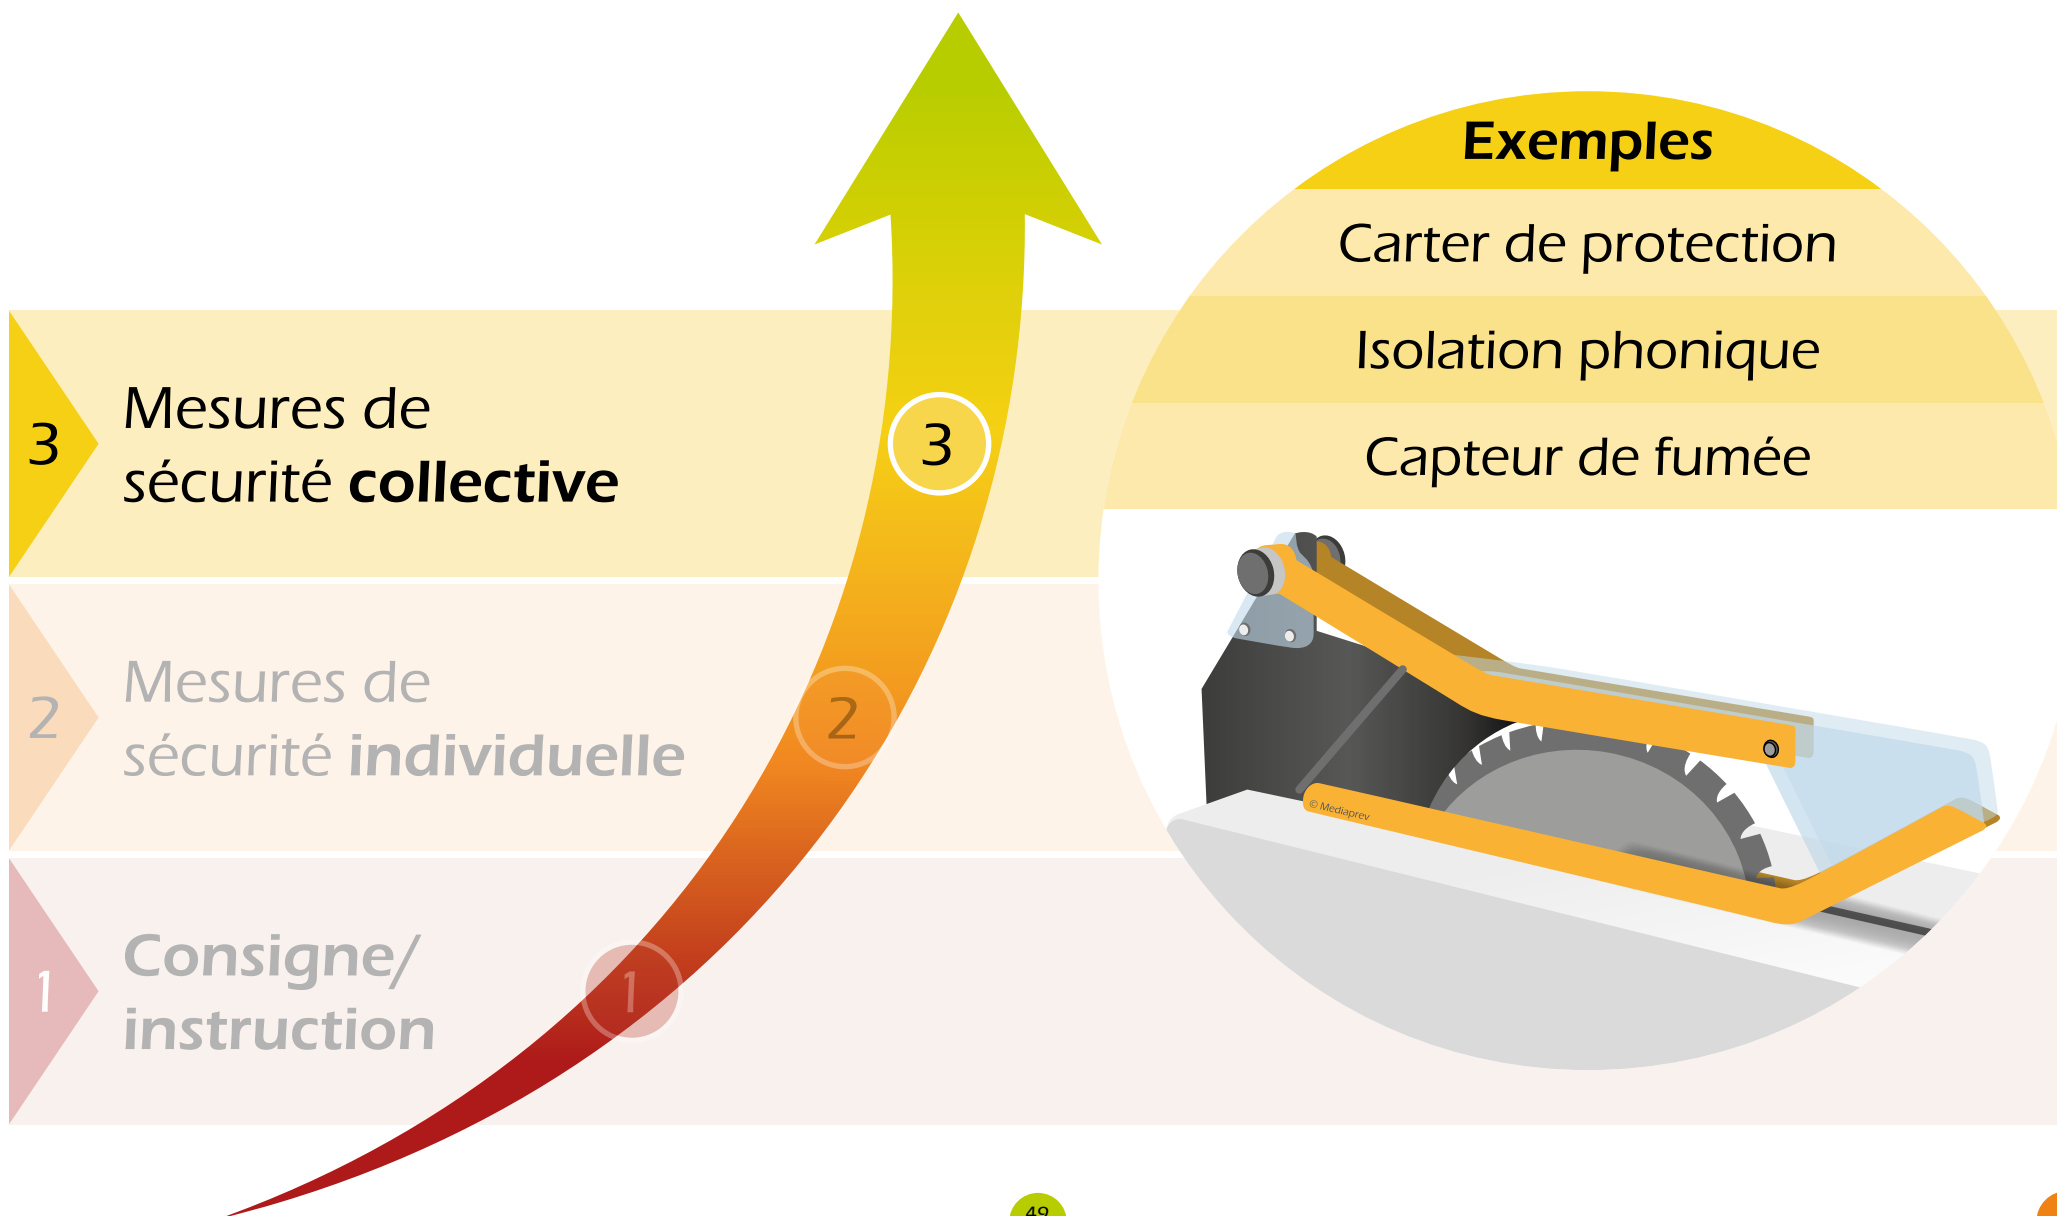 Exemples
Carter de protection
Isolation phonique
Capteur de fumée
3
Mesures de
sécurité collective
3
2
Mesures de
sécurité individuelle
2
1
Consigne/
instruction
1
© Mediaprev
49